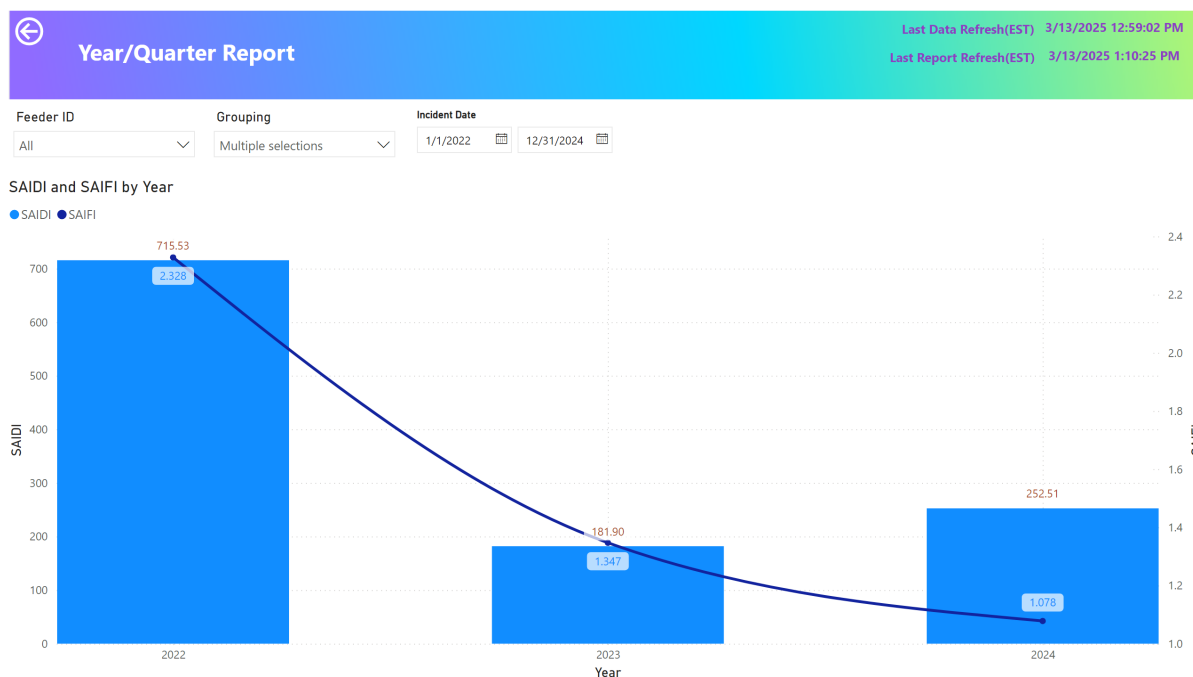 Last Data Refresh(EST) 3/13/2025 12:59:02 PM
Year/Quarter Report
Last Report Refresh(EST) 3/13/2025 1:10:25 PM
Feeder ID
Grouping
Incident Date
All
Multiple selections
1/1/2022
12/31/2024
SAIDI and SAIFI by Year
SAIDI SAIFI
715.53
2.328
181.90
1.347
252.51
1.078
700
600
500
400
300
200
100
0
SAIDI
2.4
2.2
2.0
1.8
1.6
1.4
1.2
1.0
2022
2023
2024
Year